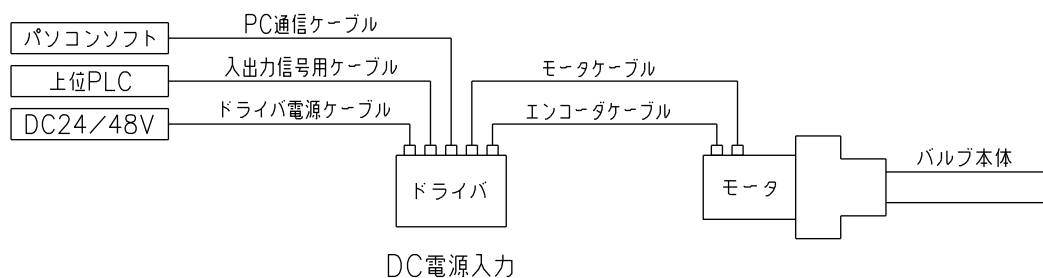 PC通信ケーブル
パソコンソフト
入出力信号用ケーブル
モータケーブル
上位PLC
ドライバ電源ケーブル
エンコーダケーブル
DC24/48V
バルブ本体
ドライバ
モータ
DC電源入力